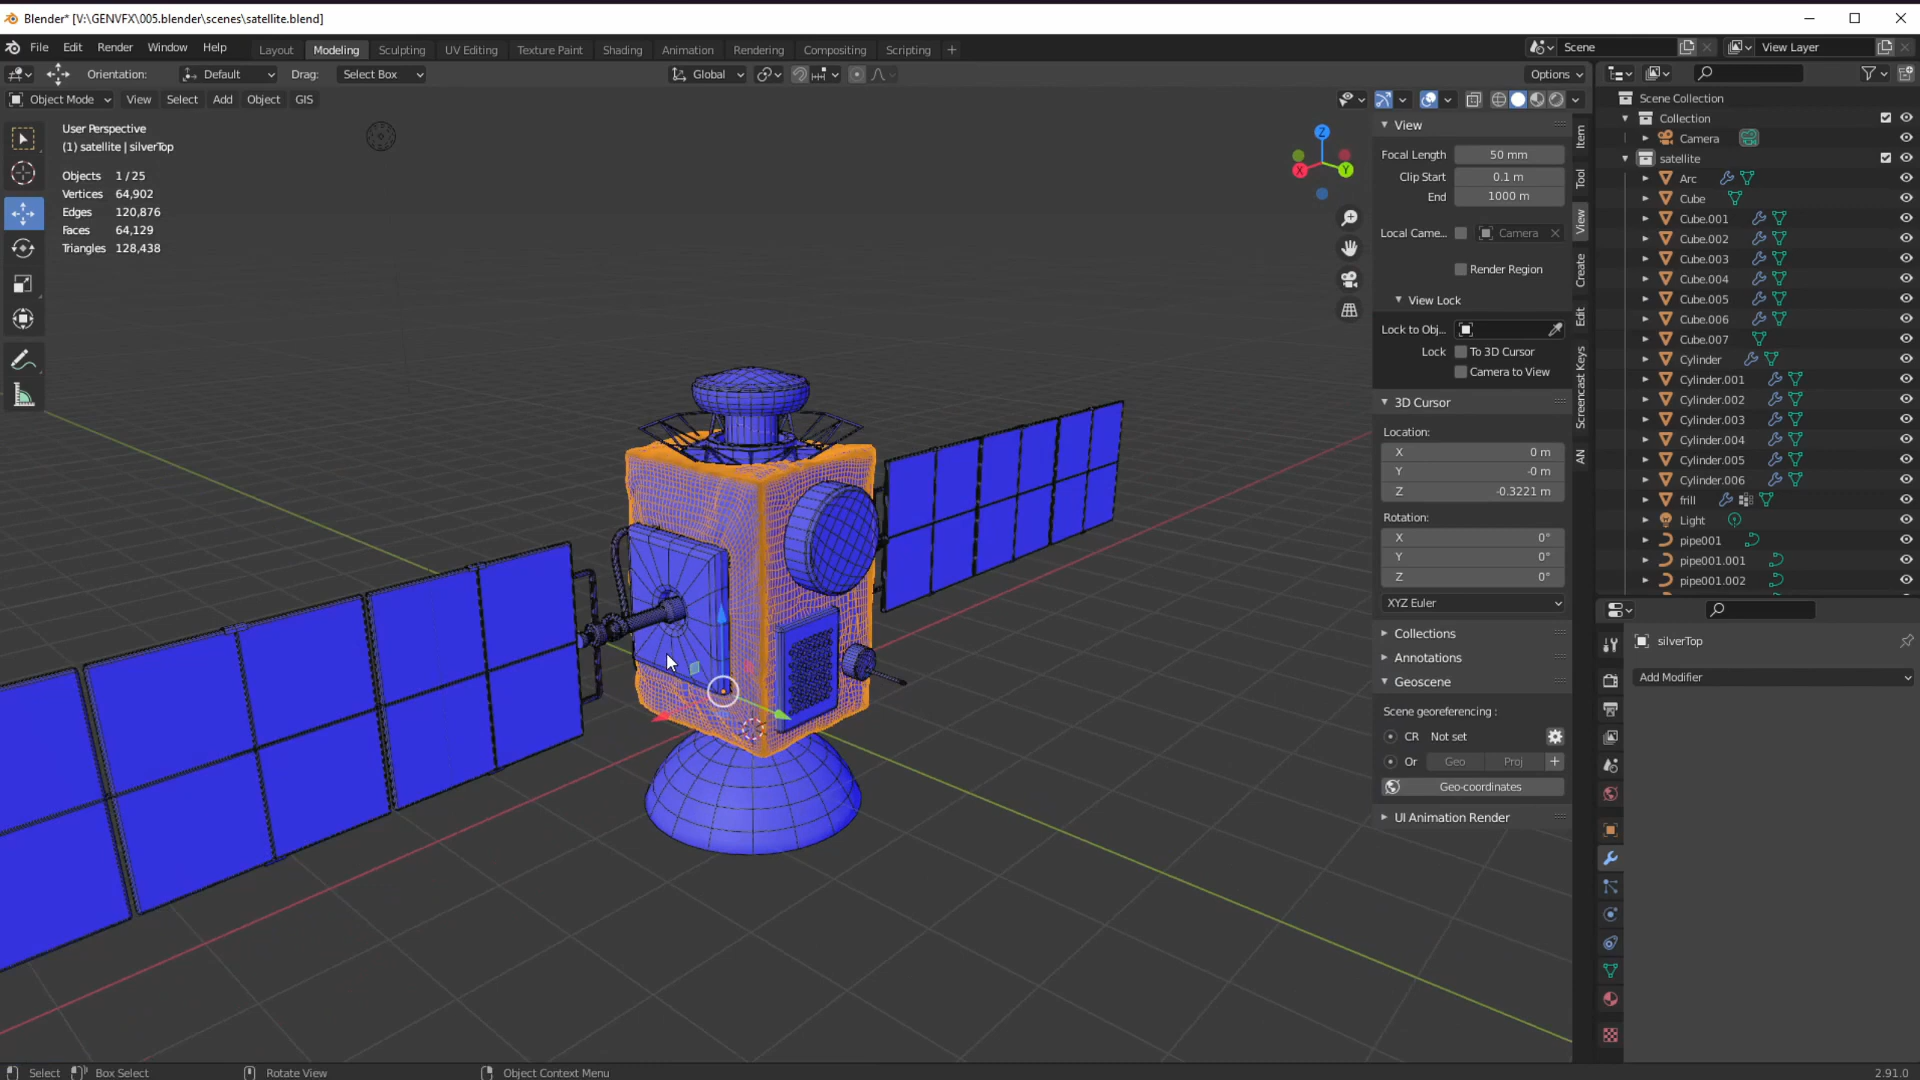 Blender* [V:\GENVFX\005.blender\scenes\satellite.blend]
File Edit Render Window Help Layout Modeling Sculpting UV Editing Texture Paint Shading Animation Rendering Compositing Scripting + Scene View Layer
Orientation: Default Drag: Select Box Global Options
Object Mode View Select Add Object GIS
User Perspective
(1) satellite | silverTop
Objects 1 / 25
Vertices 64,902
Edges 120,876
Faces 64,129
Triangles 128,438
Z
X
Y
View
Focal Length 50 mm
Clip Start 0.1 m
End 1000 m
Local Came... Camera
Render Region
View Lock
Lock to Obj...
Lock To 3D Cursor
Camera to View
3D Cursor
Location:
X 0 m
Y -0 m
Z -0.3221 m
Rotation:
X 0°
Y 0°
Z 0°
XYZ Euler
Collections
Annotations
Geoscene
Scene georeferencing :
CR Not set
Or Geo Proj +
Geo-coordinates
UI Animation Render
Item
Tool
View
Create
Edit
Screencast Keys
AN
Scene Collection
Collection
Camera
satellite
Arc
Cube
Cube.001
Cube.002
Cube.003
Cube.004
Cube.005
Cube.006
Cube.007
Cylinder
Cylinder.001
Cylinder.002
Cylinder.003
Cylinder.004
Cylinder.005
Cylinder.006
frill
Light
pipe001
pipe001.001
pipe001.002
silverTop
Add Modifier
Select Box Select Rotate View Object Context Menu 2.91.0